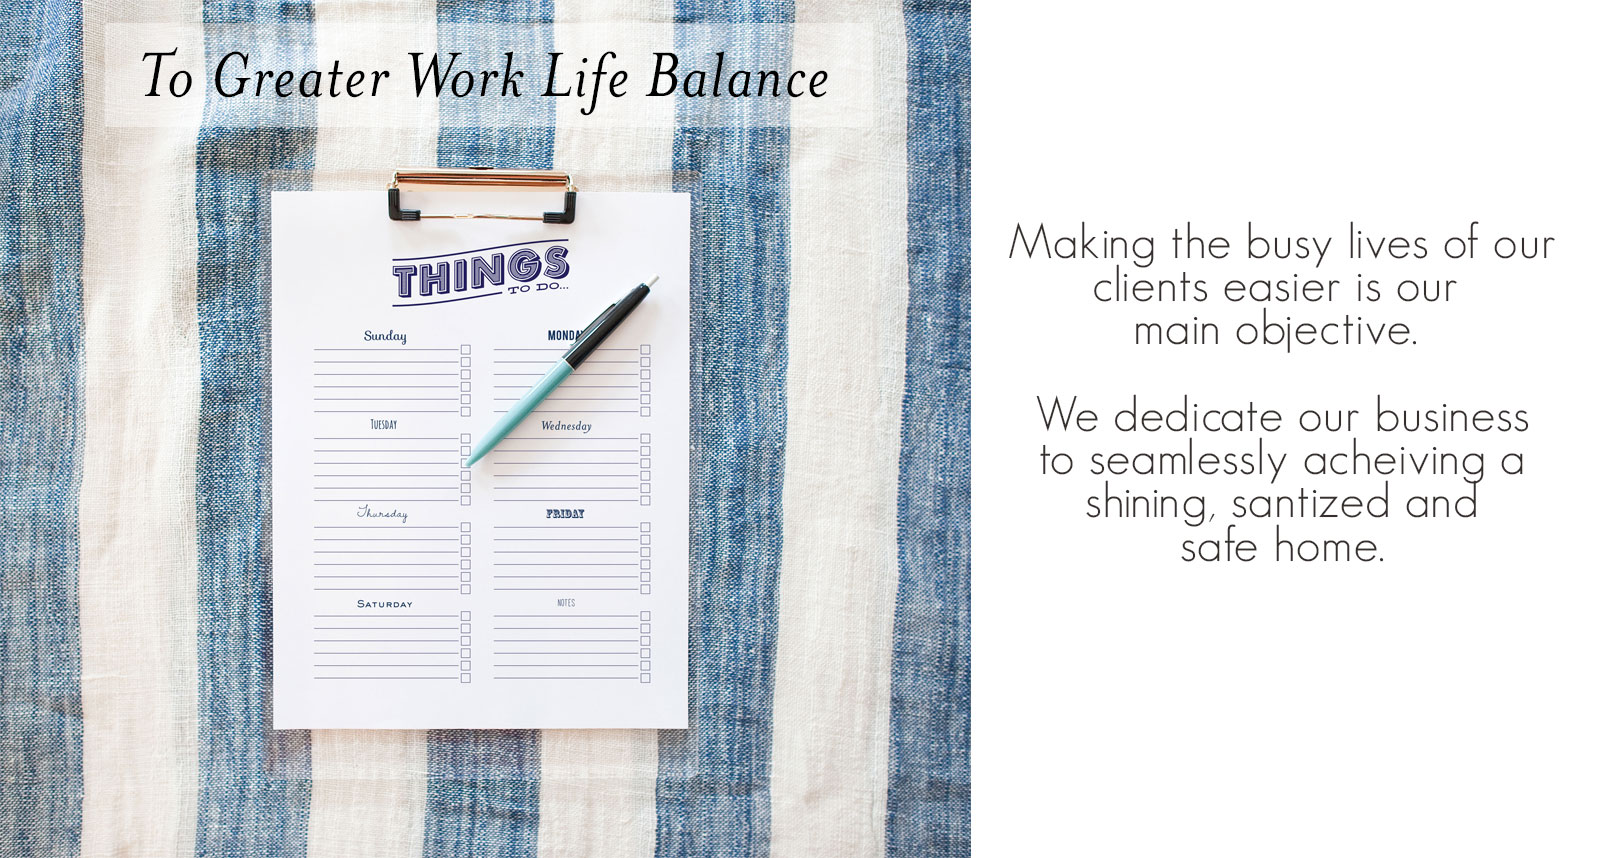 To Greater Work Life Balance
THINGS
TO DO...
Sunday
MONDAY
TUESDAY
Wednesday
Thursday
FRIDAY
SATURDAY
NOTES
Making the busy lives of our
clients easier is our
main objective.
We dedicate our business
to seamlessly acheiving a
shining, santized and
safe home.